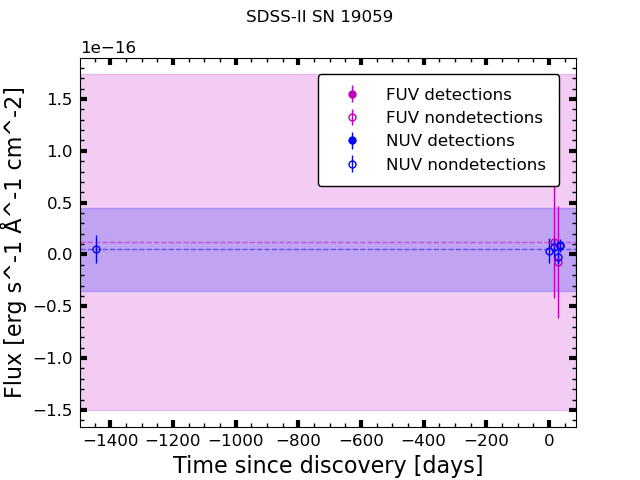 SDSS-II SN 19059
1e−16
1.5
1.0
0.5
0.0
−0.5
−1.0
−1.5
Flux [erg s^-1 Å^-1 cm^-2]
FUV detections
FUV nondetections
NUV detections
NUV nondetections
−1400 −1200 −1000 −800 −600 −400 −200 0
Time since discovery [days]